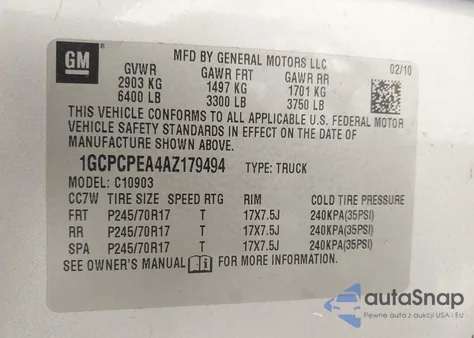 GM
MFD BY GENERAL MOTORS LLC
02/10
GVWR GAWR FRT GAWR RR
2903 KG 1497 KG 1701 KG
6400 LB 3300 LB 3750 LB
THIS VEHICLE CONFORMS TO ALL APPLICABLE U.S. FEDERAL MOTOR
VEHICLE SAFETY STANDARDS IN EFFECT ON THE DATE OF
MANUFACTURE SHOWN ABOVE.
1GCPCPEA4AZ179494 TYPE: TRUCK
MODEL: C10903
CC7W TIRE SIZE SPEED RTG RIM COLD TIRE PRESSURE
FRT P245/70R17 T 17X7.5J 240KPA(35PSI)
RR P245/70R17 T 17X7.5J 240KPA(35PSI)
SPA P245/70R17 T 17X7.5J 240KPA(35PSI)
SEE OWNER'S MANUAL FOR MORE INFORMATION.
autoSnap
Pewne auta z aukcji USA i EU